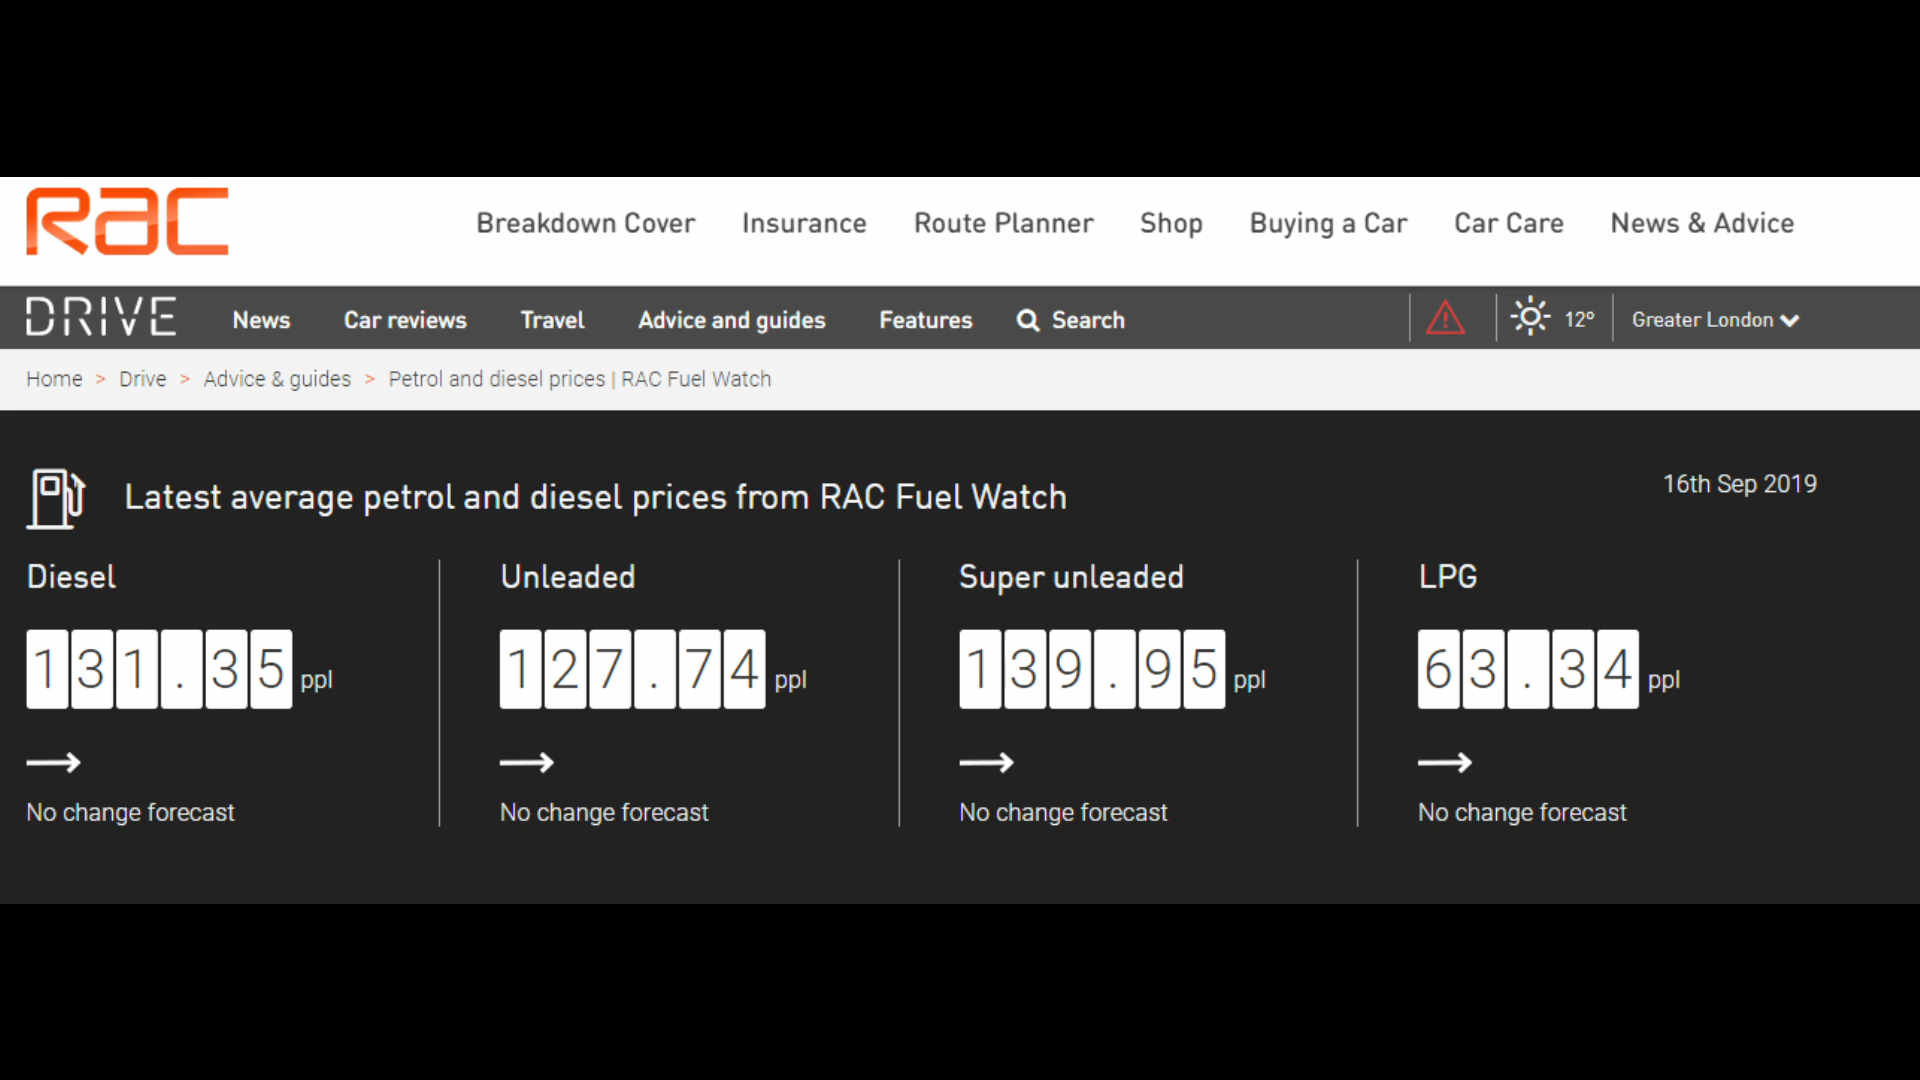 RAC
Breakdown Cover Insurance Route Planner Shop Buying a Car Car Care News & Advice
DRIVE News Car reviews Travel Advice and guides Features Search 12° Greater London
Home > Drive > Advice & guides > Petrol and diesel prices | RAC Fuel Watch
Latest average petrol and diesel prices from RAC Fuel Watch 16th Sep 2019
Diesel Unleaded Super unleaded LPG
131.35 ppl 127.74 ppl 139.95 ppl 63.34 ppl
No change forecast No change forecast No change forecast No change forecast